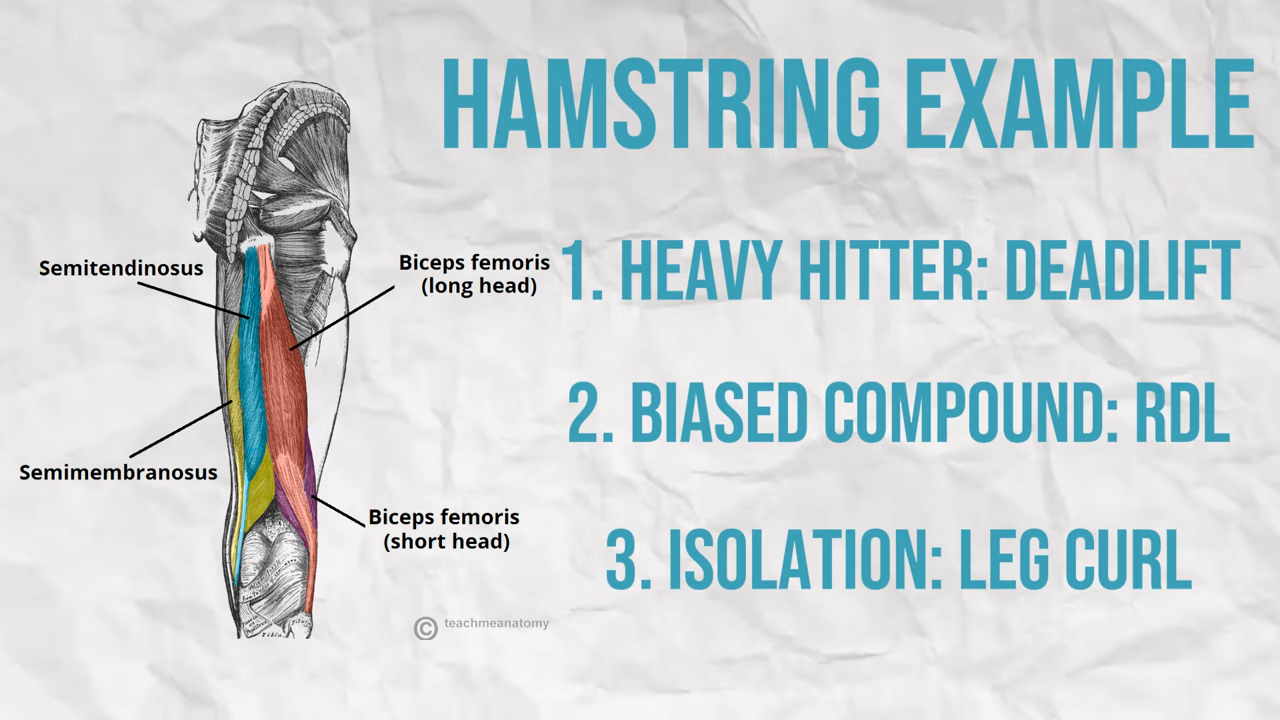 HAMSTRING EXAMPLE
Semitendinosus
Biceps femoris
(long head)
1. HEAVY HITTER: DEADLIFT
2. BIASED COMPOUND: RDL
Semimembranosus
Biceps femoris
(short head)
3. ISOLATION: LEG CURL
© teachmeanatomy